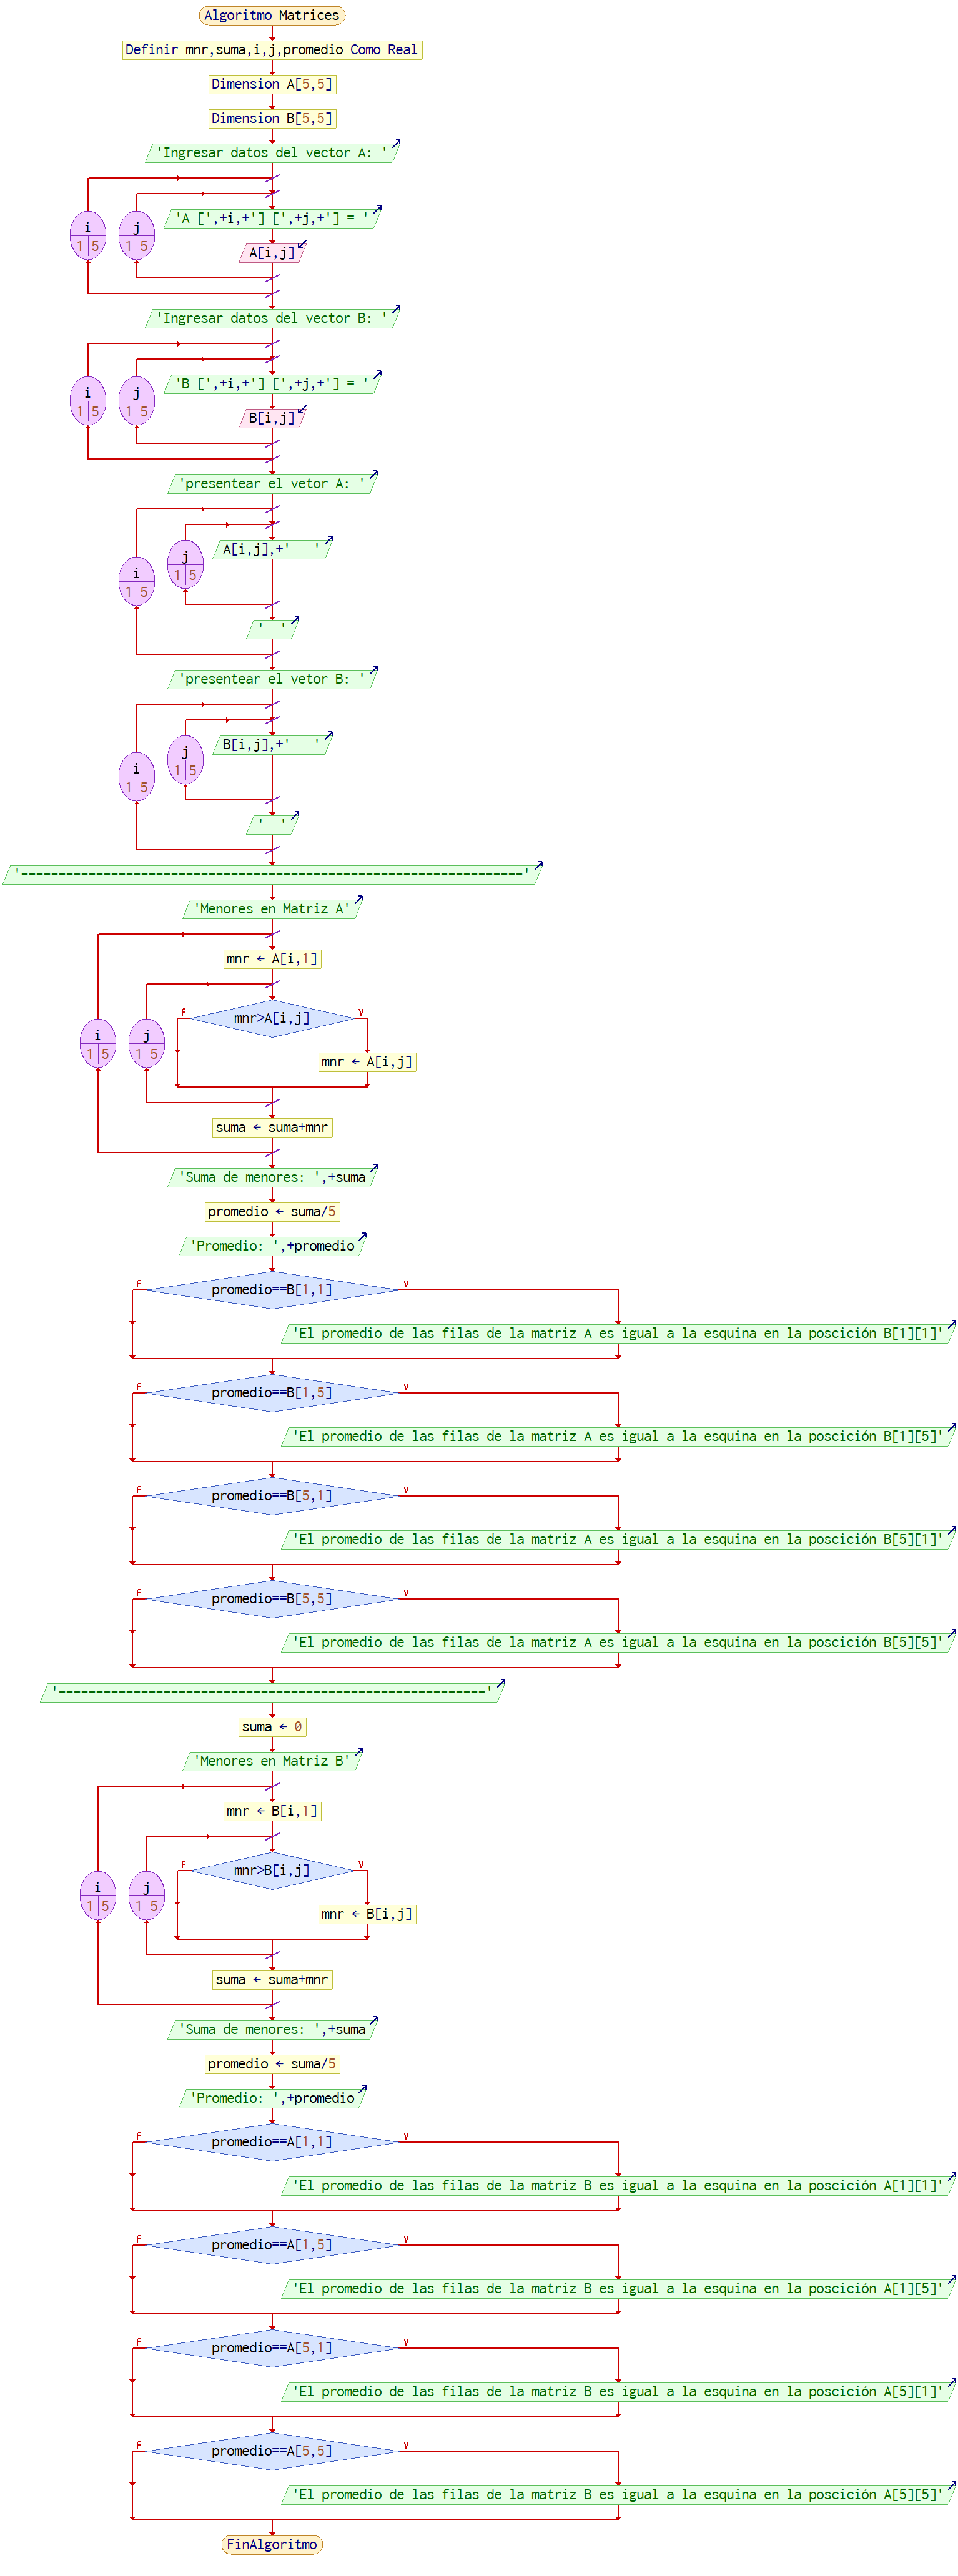 Algoritmo Matrices
Definir mnr,suma,i,j,promedio Como Real
Dimension A[5,5]
Dimension B[5,5]
'Ingresar datos del vector A: '
i
1 5
j
1 5
'A [',+i,+'] [',+j,+'] = '
A[i,j]
'Ingresar datos del vector B: '
i
1 5
j
1 5
'B [',+i,+'] [',+j,+'] = '
B[i,j]
'presentear el vetor A: '
i
1 5
j
1 5
A[i,j],+'   '
'  '
'presentear el vetor B: '
i
1 5
j
1 5
B[i,j],+'   '
'  '
'-------------------------------------------------------------------'
'Menores en Matriz A'
mnr ← A[i,1]
i
1 5
j
1 5
F
mnr>A[i,j]
V
mnr ← A[i,j]
suma ← suma+mnr
'Suma de menores: ',+suma
promedio ← suma/5
'Promedio: ',+promedio
F
promedio==B[1,1]
V
'El promedio de las filas de la matriz A es igual a la esquina en la poscición B[1][1]'
F
promedio==B[1,5]
V
'El promedio de las filas de la matriz A es igual a la esquina en la poscición B[1][5]'
F
promedio==B[5,1]
V
'El promedio de las filas de la matriz A es igual a la esquina en la poscición B[5][1]'
F
promedio==B[5,5]
V
'El promedio de las filas de la matriz A es igual a la esquina en la poscición B[5][5]'
'---------------------------------------------------------'
suma ← 0
'Menores en Matriz B'
mnr ← B[i,1]
i
1 5
j
1 5
F
mnr>B[i,j]
V
mnr ← B[i,j]
suma ← suma+mnr
'Suma de menores: ',+suma
promedio ← suma/5
'Promedio: ',+promedio
F
promedio==A[1,1]
V
'El promedio de las filas de la matriz B es igual a la esquina en la poscición A[1][1]'
F
promedio==A[1,5]
V
'El promedio de las filas de la matriz B es igual a la esquina en la poscición A[1][5]'
F
promedio==A[5,1]
V
'El promedio de las filas de la matriz B es igual a la esquina en la poscición A[5][1]'
F
promedio==A[5,5]
V
'El promedio de las filas de la matriz B es igual a la esquina en la poscición A[5][5]'
FinAlgoritmo